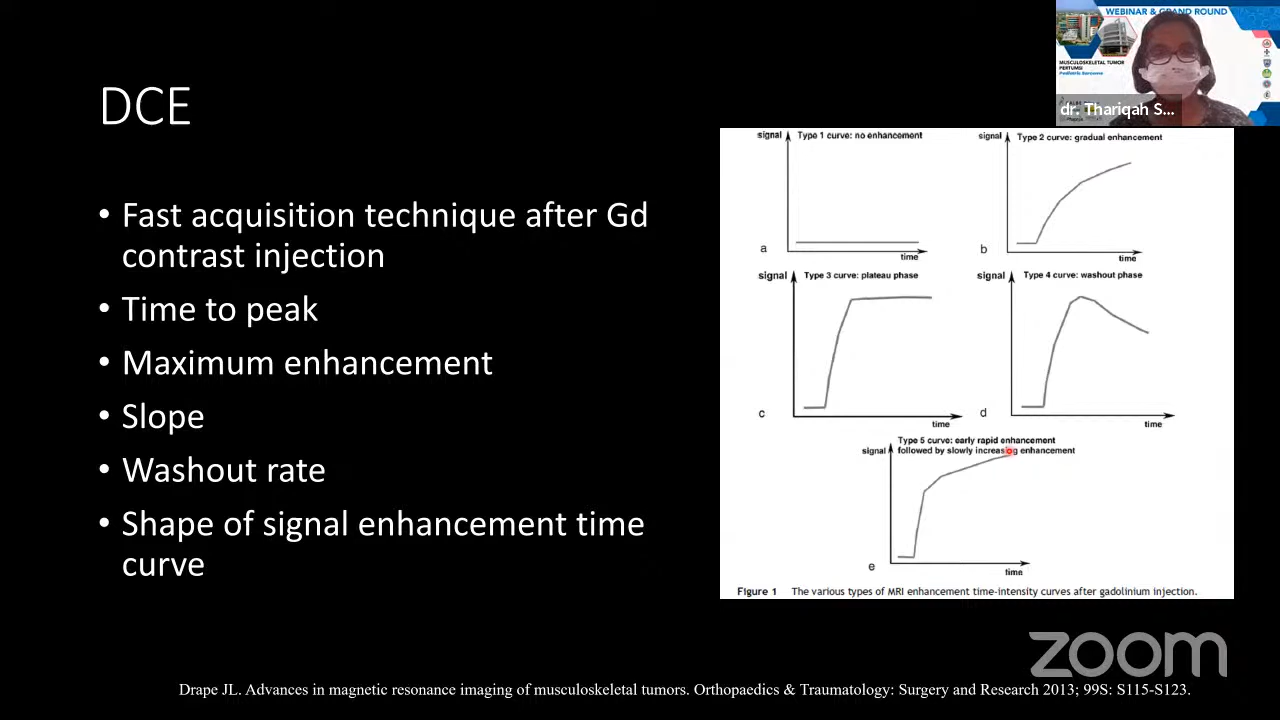 WEBINAR & GRAND ROUND
MUSCULOSKELETAL TUMOR
PERTUMSI
Pediatric Sarcoma
dr. Thariqah S...
DCE
• Fast acquisition technique after Gd
contrast injection
• Time to peak
• Maximum enhancement
• Slope
• Washout rate
• Shape of signal enhancement time
curve
signal
Type 1 curve: no enhancement
a
time
signal
Type 2 curve: gradual enhancement
b
time
signal
Type 3 curve: plateau phase
c
time
signal
Type 4 curve: washout phase
d
time
Type 5 curve: early rapid enhancement
signal
followed by slowly increasing enhancement
e
time
Figure 1 The various types of MRI enhancement time-intensity curves after gadolinium injection.
zoom
Drape JL. Advances in magnetic resonance imaging of musculoskeletal tumors. Orthopaedics & Traumatology: Surgery and Research 2013; 99S: S115-S123.